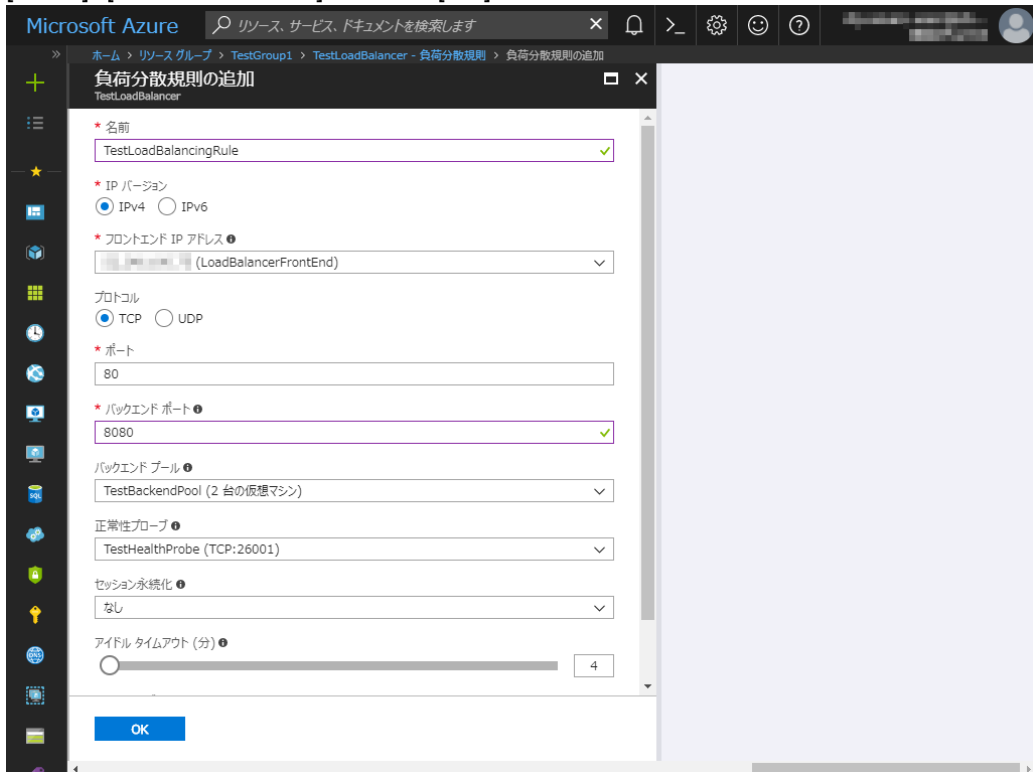 Microsoft Azure
リソース、サービス、ドキュメントを検索します
ホーム > リソース グループ > TestGroup1 > TestLoadBalancer - 負荷分散規則 > 負荷分散規則の追加
負荷分散規則の追加
TestLoadBalancer
* 名前
TestLoadBalancingRule
* IP バージョン
IPv4 IPv6
* フロントエンド IP アドレス
(LoadBalancerFrontEnd)
プロトコル
TCP UDP
* ポート
80
* バックエンド ポート
8080
バックエンド プール
TestBackendPool (2 台の仮想マシン)
正常性プローブ
TestHealthProbe (TCP:26001)
セッション永続化
なし
アイドル タイムアウト (分)
4
OK